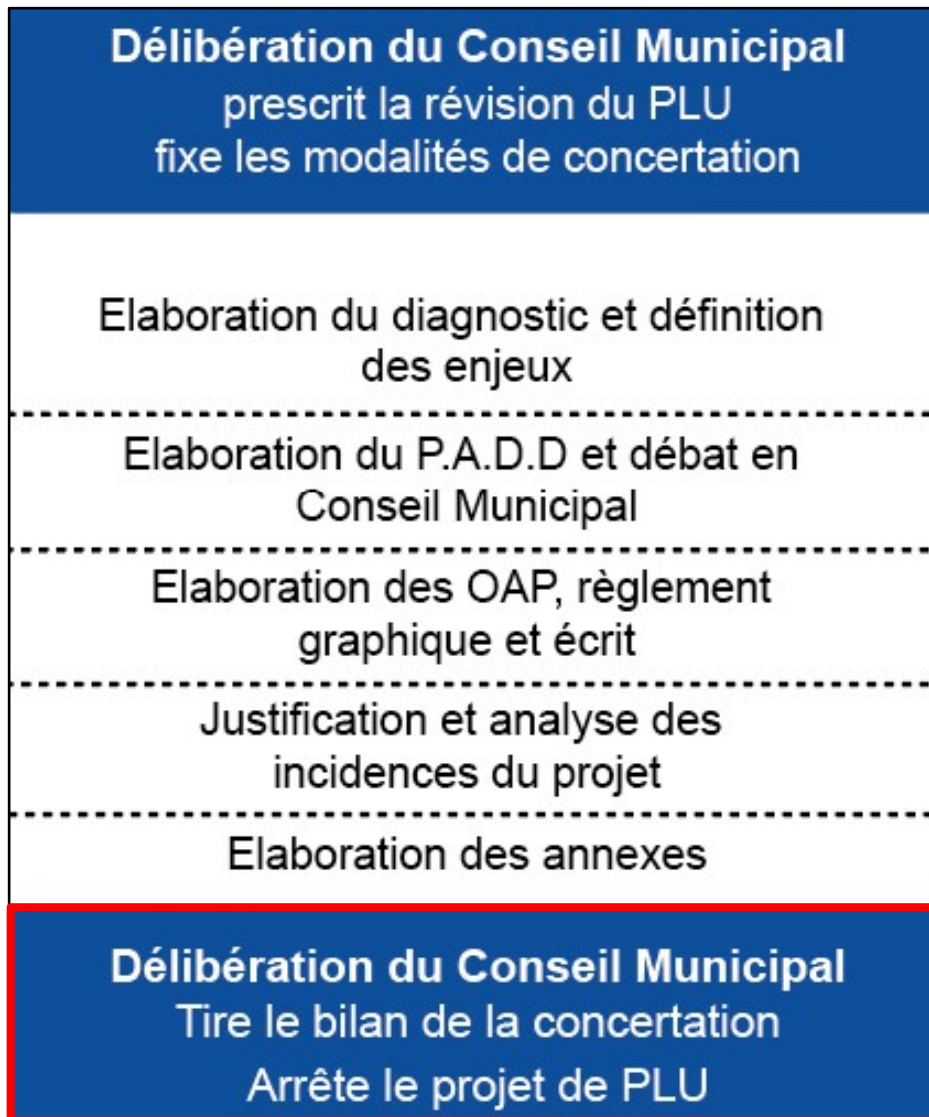 Délibération du Conseil Municipal
prescrit la révision du PLU
fixe les modalités de concertation
Elaboration du diagnostic et définition
des enjeux
Elaboration du P.A.D.D et débat en
Conseil Municipal
Elaboration des OAP, règlement
graphique et écrit
Justification et analyse des
incidences du projet
Elaboration des annexes
Délibération du Conseil Municipal
Tire le bilan de la concertation
Arrête le projet de PLU